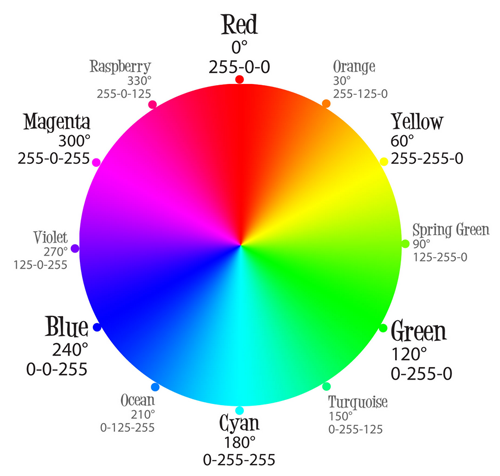 Red
0°
255-0-0
Orange
30°
255-125-0
Yellow
60°
255-255-0
Spring Green
90°
125-255-0
Green
120°
0-255-0
Turquoise
150°
0-255-125
Cyan
180°
0-255-255
Ocean
210°
0-125-255
Blue
240°
0-0-255
Violet
270°
125-0-255
Magenta
300°
255-0-255
Raspberry
330°
255-0-125